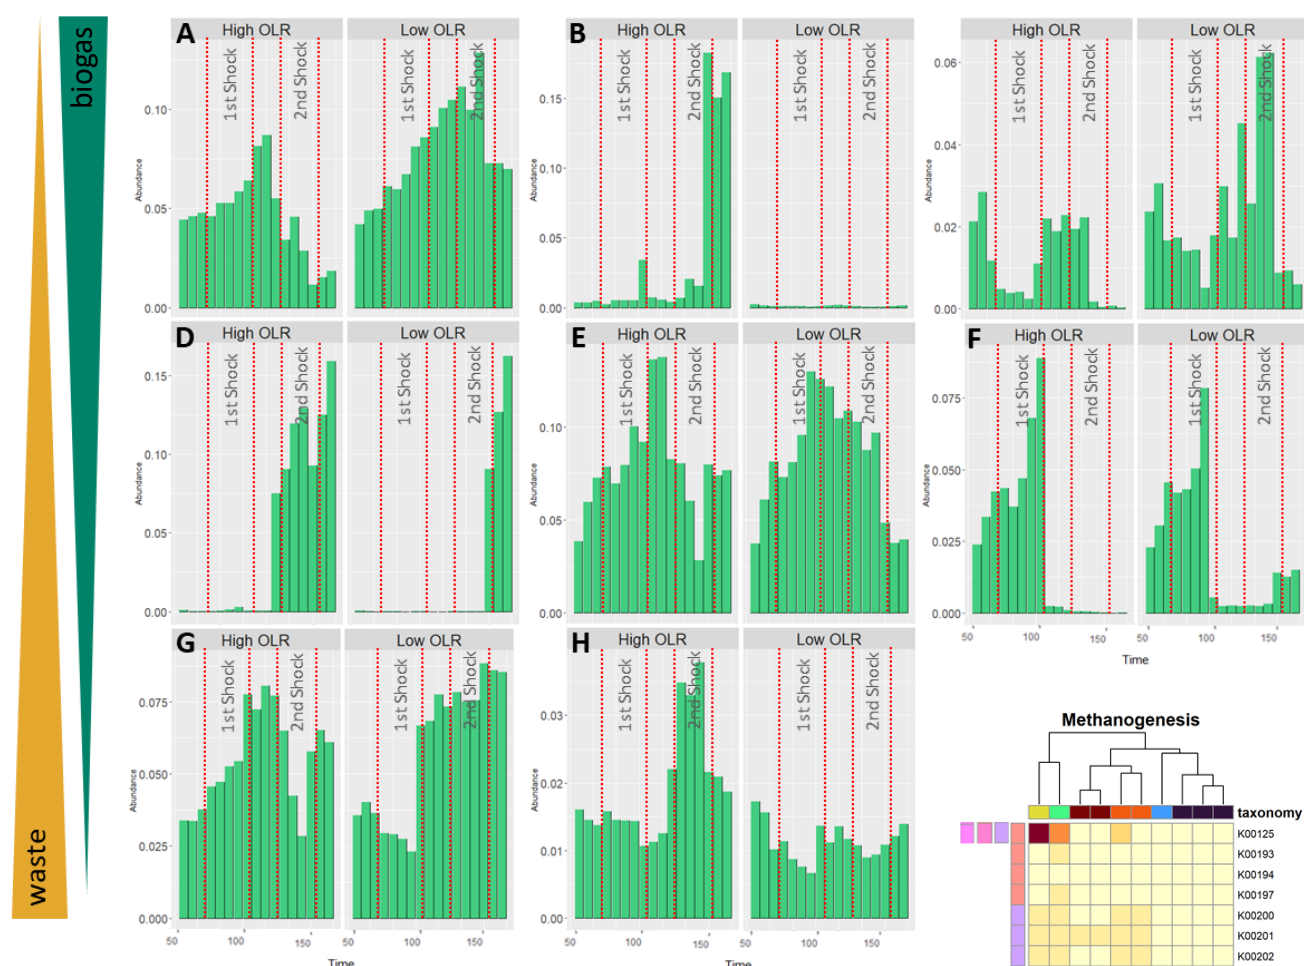 biogas
waste
A
High OLR
Low OLR
1st Shock
2nd Shock
1st Shock
2nd Shock
Abundance
0.10
0.05
0.00
B
High OLR
Low OLR
1st Shock
2nd Shock
1st Shock
2nd Shock
Abundance
0.15
0.10
0.05
0.00
High OLR
Low OLR
1st Shock
2nd Shock
1st Shock
2nd Shock
Abundance
0.06
0.04
0.02
0.00
D
High OLR
Low OLR
1st Shock
2nd Shock
1st Shock
2nd Shock
Abundance
0.15
0.10
0.05
0.00
E
High OLR
Low OLR
1st Shock
2nd Shock
1st Shock
2nd Shock
Abundance
0.10
0.05
0.00
F
High OLR
Low OLR
1st Shock
2nd Shock
1st Shock
2nd Shock
Abundance
0.075
0.050
0.025
0.000
50 100 150 50 100 150
Time
G
High OLR
Low OLR
1st Shock
2nd Shock
1st Shock
2nd Shock
Abundance
0.075
0.050
0.025
0.000
50 100 150 50 100 150
Time
H
High OLR
Low OLR
1st Shock
2nd Shock
1st Shock
2nd Shock
Abundance
0.03
0.02
0.01
0.00
50 100 150 50 100 150
Time
Methanogenesis
taxonomy
K00125
K00193
K00194
K00197
K00200
K00201
K00202